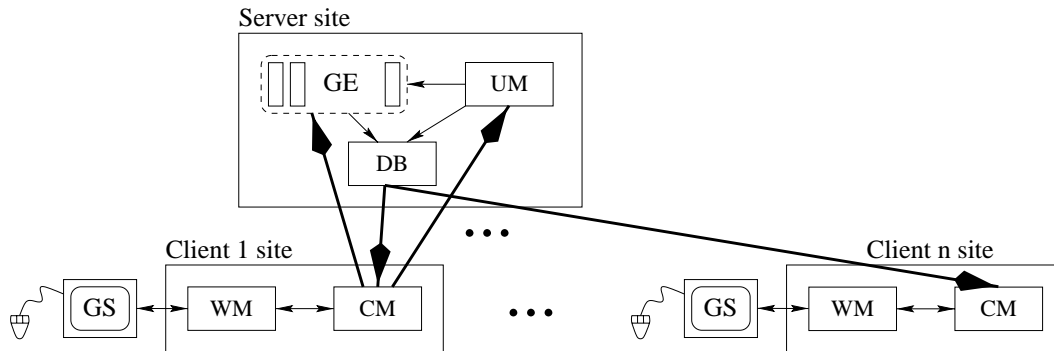 Server site
GE
UM
DB
Client 1 site
Client n site
GS
WM
CM
GS
WM
CM